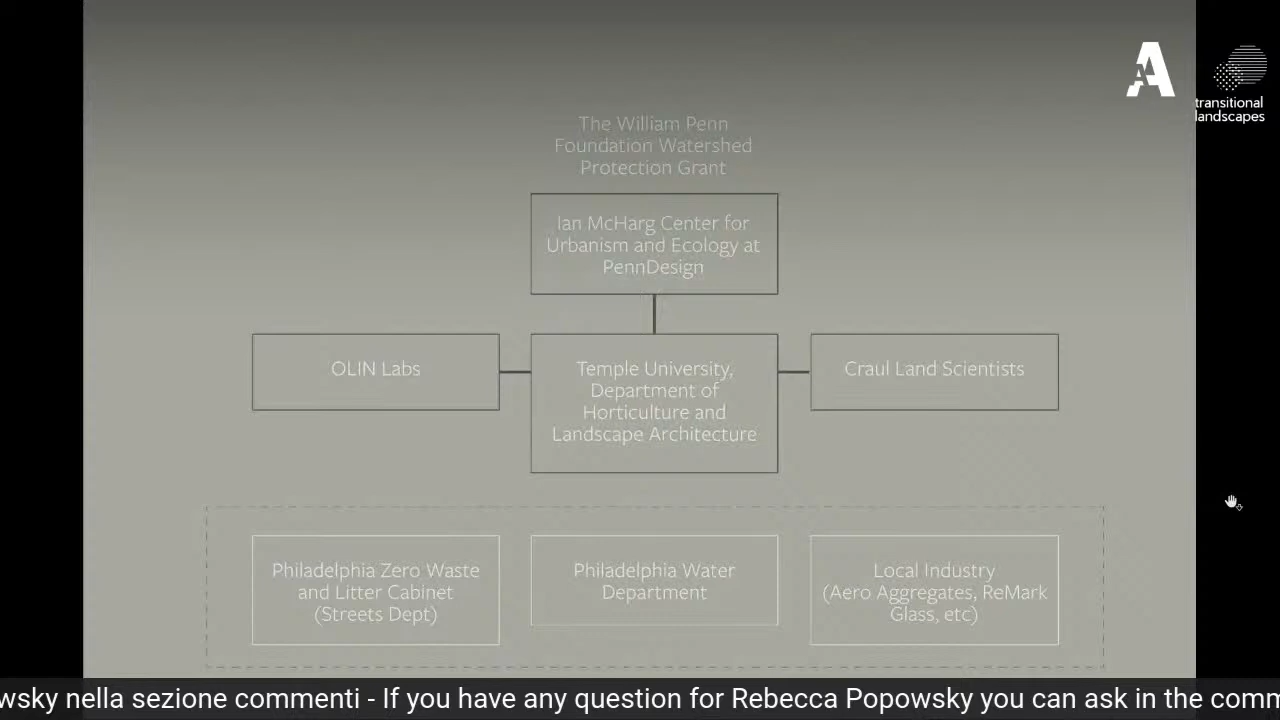 transitional
landscapes
The William Penn
Foundation Watershed
Protection Grant
Ian McHarg Center for
Urbanism and Ecology at
PennDesign
OLIN Labs
Temple University,
Department of
Horticulture and
Landscape Architecture
Craul Land Scientists
Philadelphia Zero Waste
and Litter Cabinet
(Streets Dept)
Philadelphia Water
Department
Local Industry
(Aero Aggregates, ReMark
Glass, etc)
wsky nella sezione commenti - If you have any question for Rebecca Popowsky you can ask in the comm